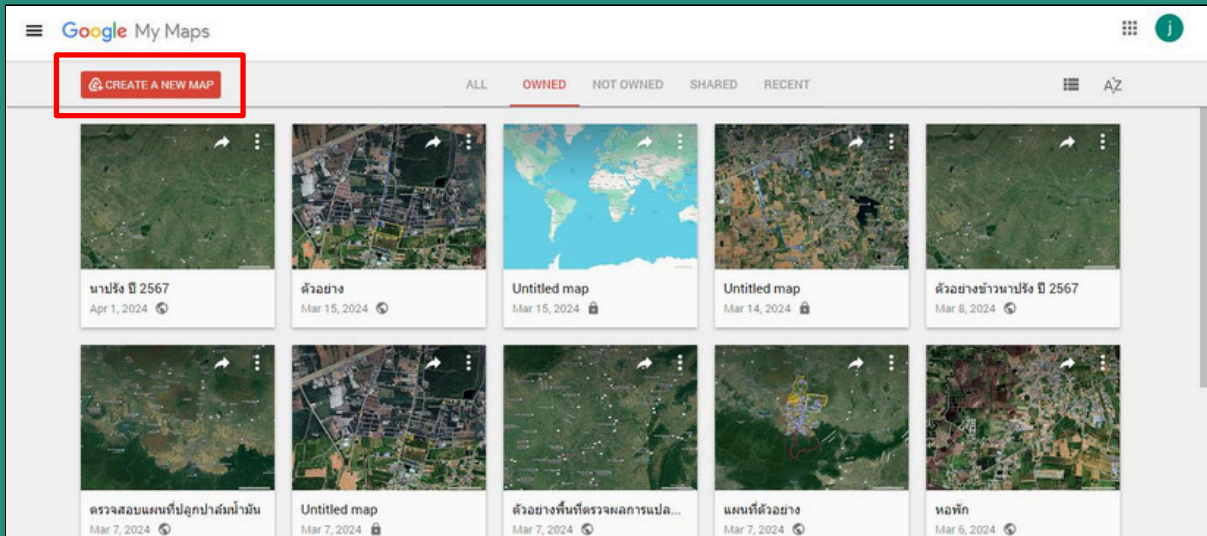 Google My Maps
j
CREATE A NEW MAP
ALL OWNED NOT OWNED SHARED RECENT
AZ
นาปรัง ปี 2567
Apr 1, 2024
ตัวอย่าง
Mar 15, 2024
Untitled map
Mar 15, 2024
Untitled map
Mar 14, 2024
ตัวอย่างข้าวนาปรัง ปี 2567
Mar 8, 2024
ตรวจสอบแผนที่ปลูกปาล์มน้ำมัน
Mar 7, 2024
Untitled map
Mar 7, 2024
ตัวอย่างพื้นที่ตรวจผลการแปล...
Mar 7, 2024
แผนที่ตัวอย่าง
Mar 7, 2024
หอพัก
Mar 6, 2024